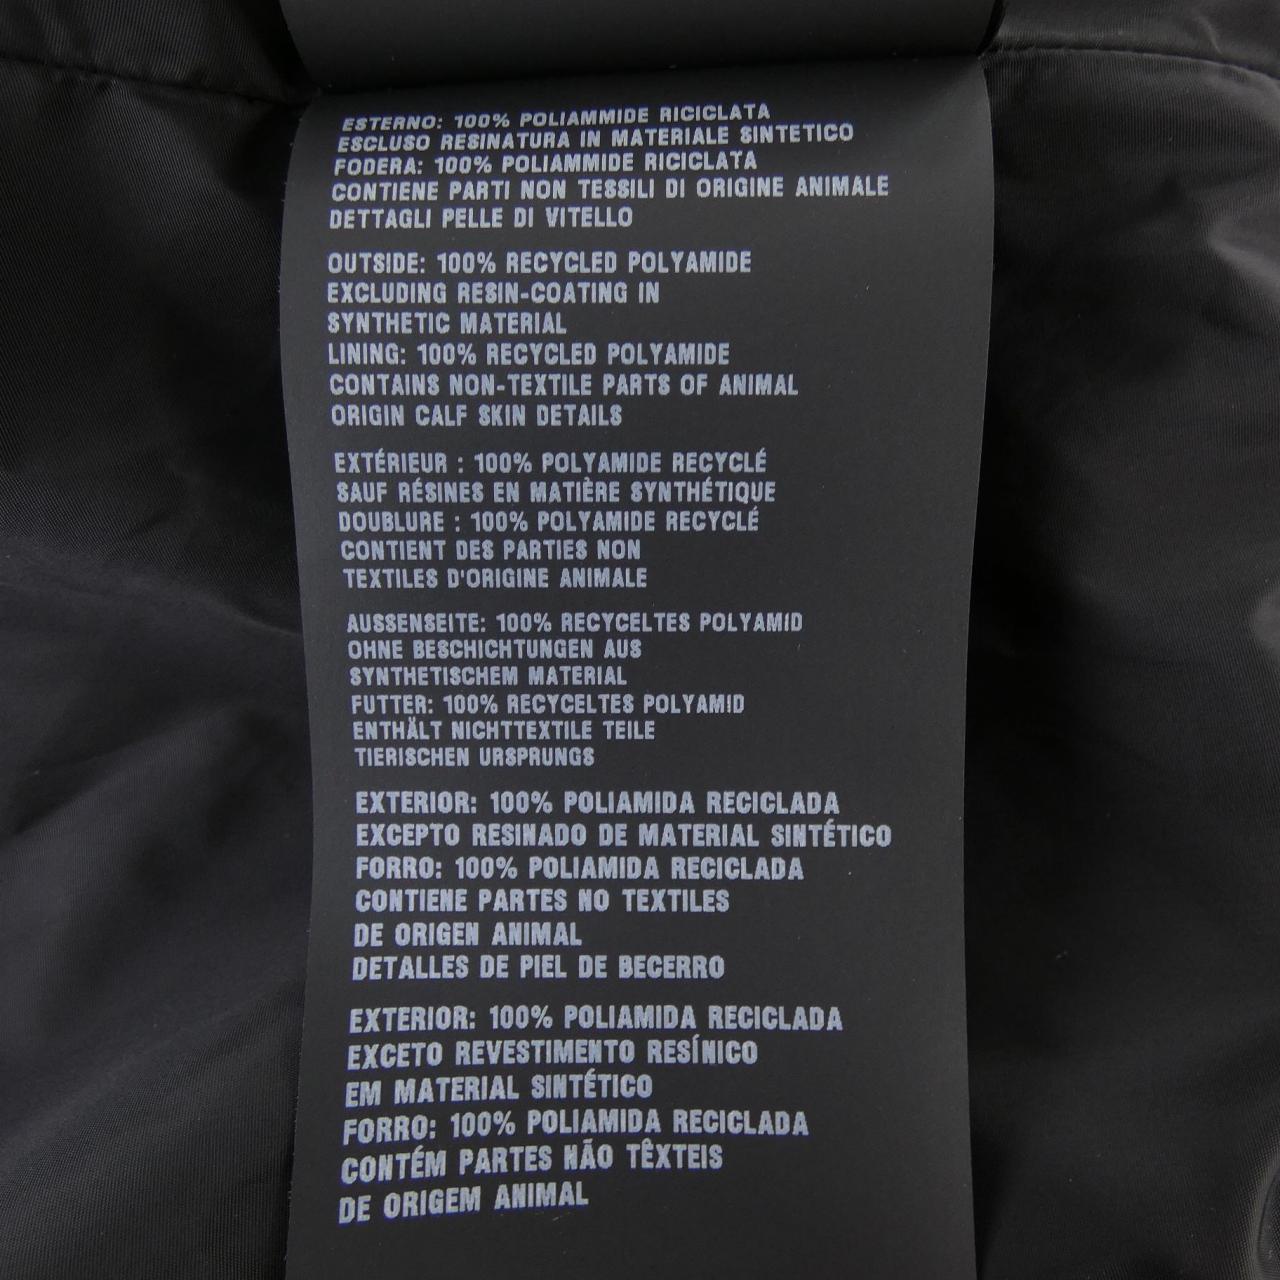 ESTERNO: 100% POLIAMMIDE RICICLATA
ESCLUSO RESINATURA IN MATERIALE SINTETICO
FODERA: 100% POLIAMMIDE RICICLATA
CONTIENE PARTI NON TESSILI DI ORIGINE ANIMALE
DETTAGLI PELLE DI VITELLO
OUTSIDE: 100% RECYCLED POLYAMIDE
EXCLUDING RESIN-COATING IN
SYNTHETIC MATERIAL
LINING: 100% RECYCLED POLYAMIDE
CONTAINS NON-TEXTILE PARTS OF ANIMAL
ORIGIN CALF SKIN DETAILS
EXTÉRIEUR : 100% POLYAMIDE RECYCLÉ
SAUF RÉSINES EN MATIÈRE SYNTHÉTIQUE
DOUBLURE : 100% POLYAMIDE RECYCLÉ
CONTIENT DES PARTIES NON
TEXTILES D'ORIGINE ANIMALE
AUSSENSEITE: 100% RECYCELTES POLYAMID
OHNE BESCHICHTUNGEN AUS
SYNTHETISCHEM MATERIAL
FUTTER: 100% RECYCELTES POLYAMID
ENTHÄLT NICHTTEXTILE TEILE
TIERISCHEN URSPRUNGS
EXTERIOR: 100% POLIAMIDA RECICLADA
EXCEPTO RESINADO DE MATERIAL SINTÉTICO
FORRO: 100% POLIAMIDA RECICLADA
CONTIENE PARTES NO TEXTILES
DE ORIGEN ANIMAL
DETALLES DE PIEL DE BECERRO
EXTERIOR: 100% POLIAMIDA RECICLADA
EXCETO REVESTIMENTO RESÍNICO
EM MATERIAL SINTÉTICO
FORRO: 100% POLIAMIDA RECICLADA
CONTÉM PARTES NÃO TÊXTEIS
DE ORIGEM ANIMAL